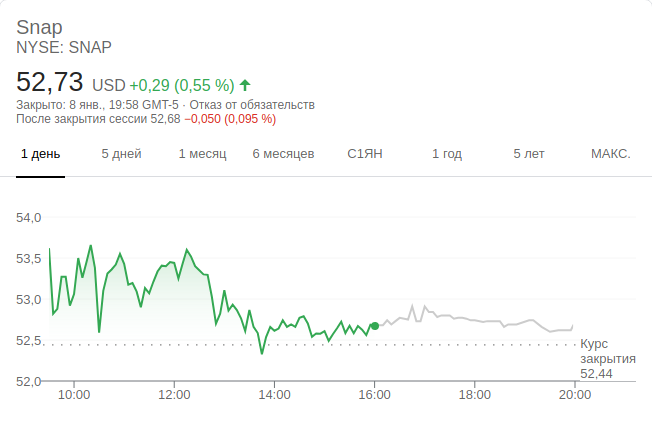 Snap
NYSE: SNAP
52,73 USD +0,29 (0,55 %)
Закрыто: 8 янв., 19:58 GMT-5 · Отказ от обязательств
После закрытия сессии 52,68 −0,050 (0,095 %)
1 день 5 дней 1 месяц 6 месяцев С1ЯН 1 год 5 лет МАКС.
54,0
53,5
53,0
52,5
52,0
Курс
закрытия
52,44
10:00 12:00 14:00 16:00 18:00 20:00